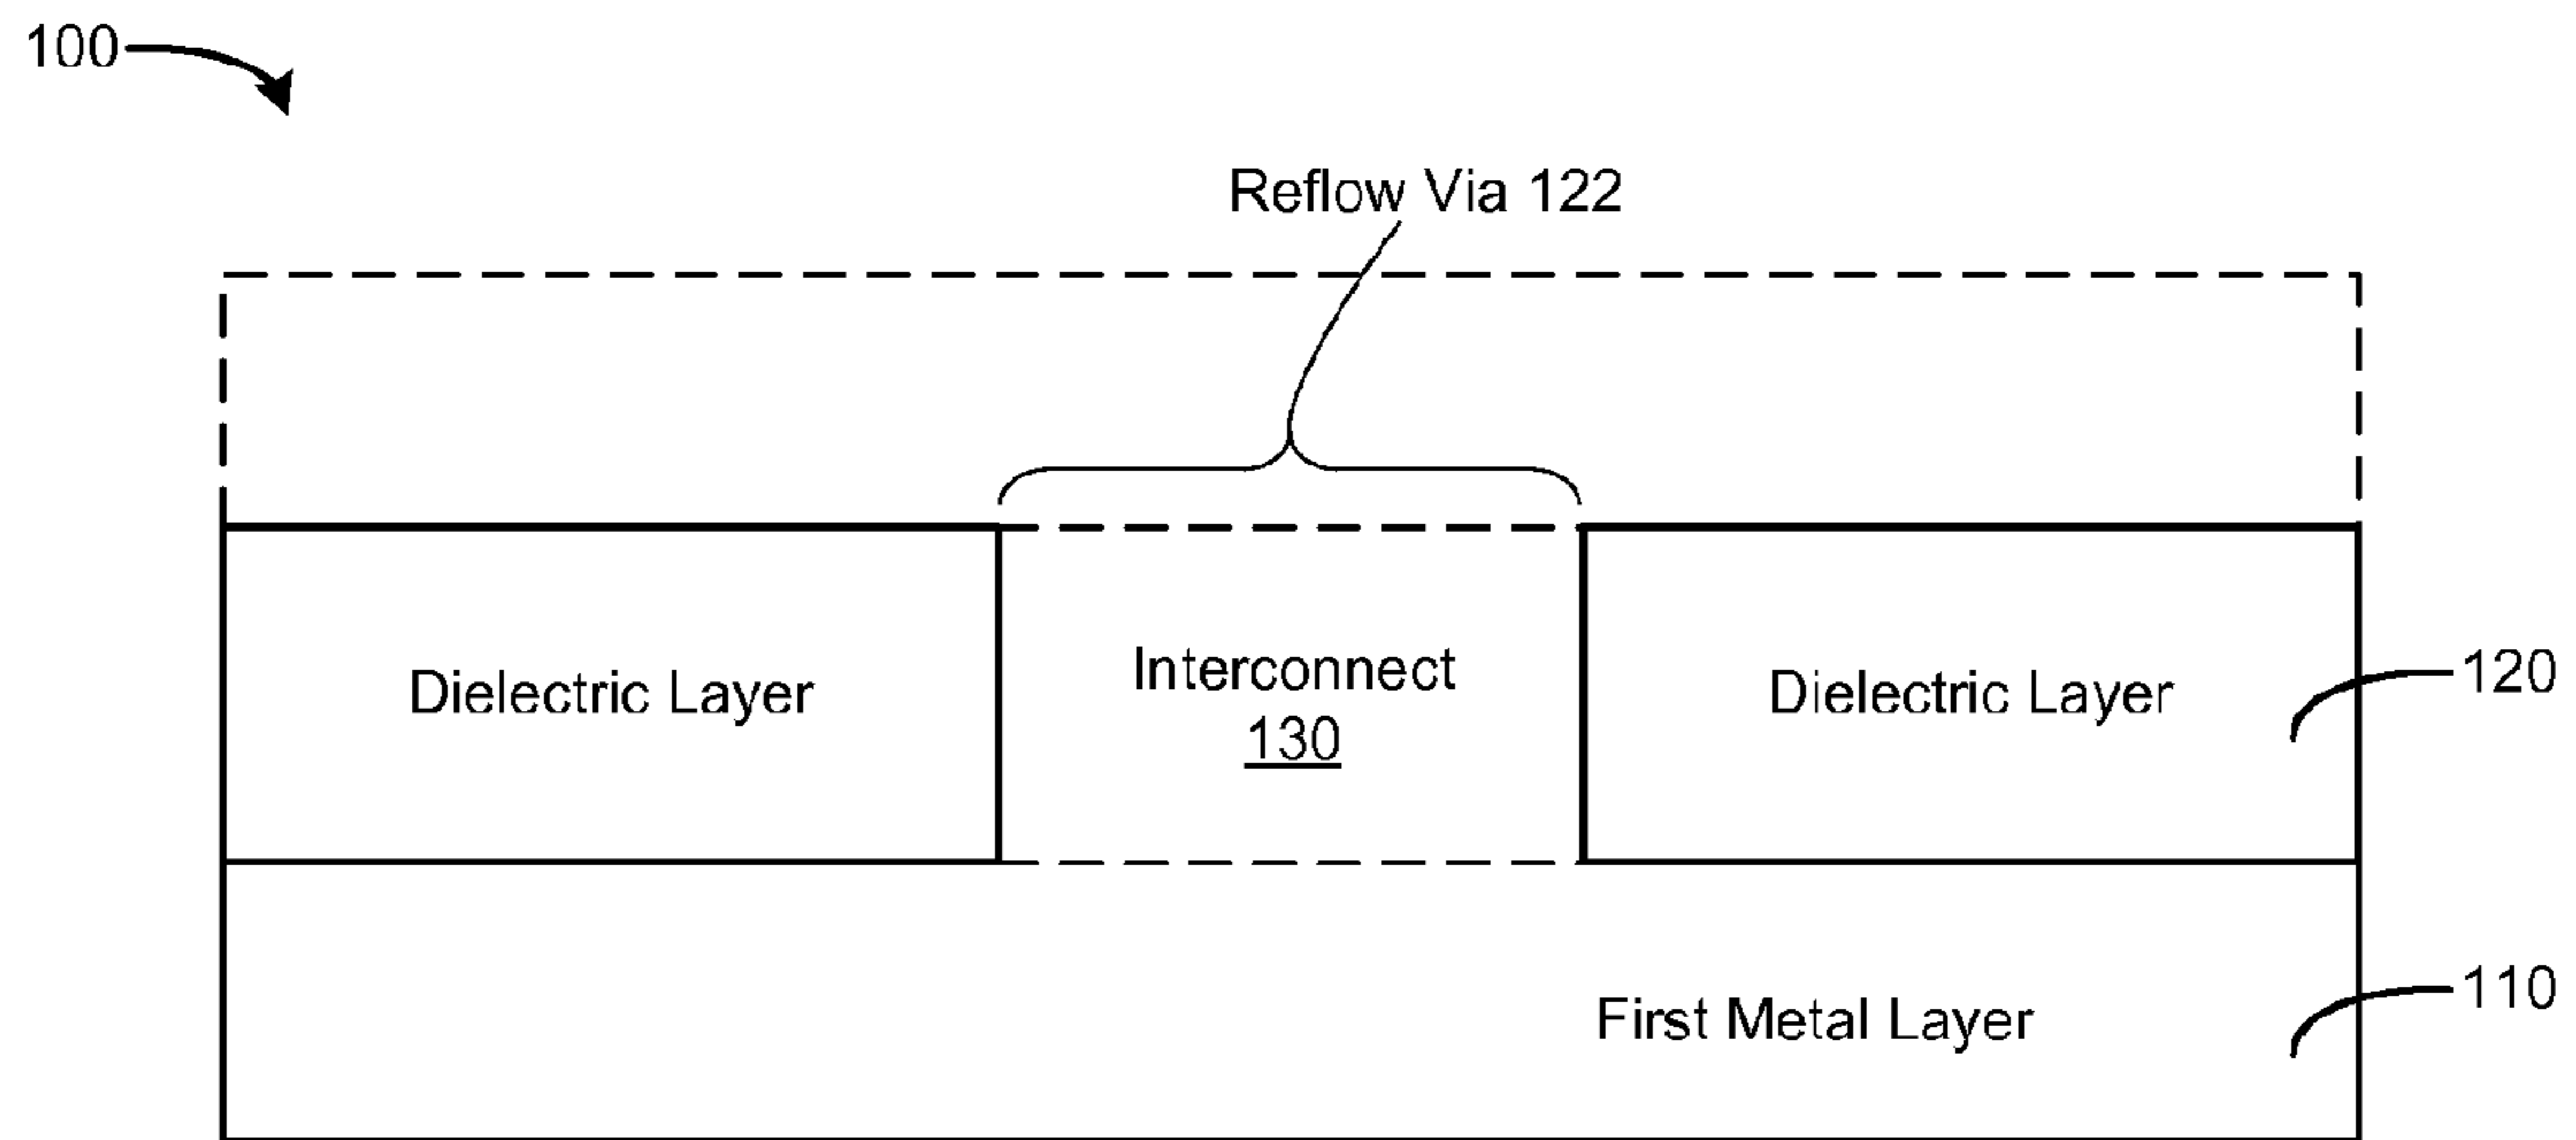 100
Reflow Via 122
Dielectric Layer
Interconnect
130
Dielectric Layer
120
First Metal Layer
110